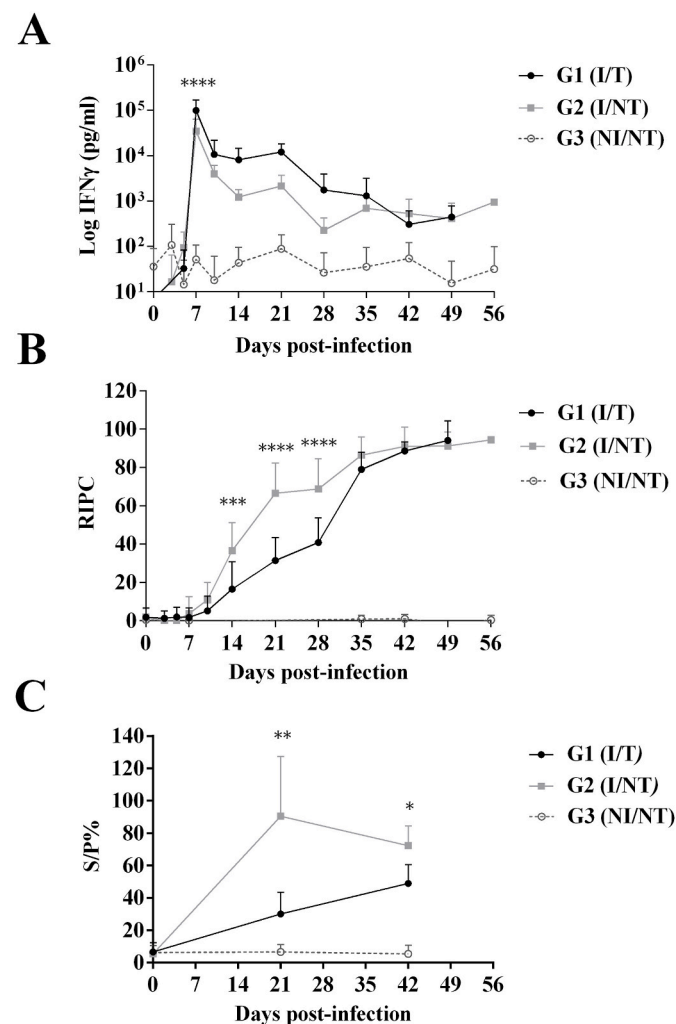 A
Log IFNγ (pg/ml)
10⁶
10⁵
10⁴
10³
10²
10¹
****
0 7 14 21 28 35 42 49 56
Days post-infection
G1 (I/T)
G2 (I/NT)
G3 (NI/NT)
B
RIPC
120
100
80
60
40
20
0
***
****
****
0 7 14 21 28 35 42 49 56
Days post-infection
G1 (I/T)
G2 (I/NT)
G3 (NI/NT)
C
S/P%
140
120
100
80
60
40
20
0
**
*
0 7 14 21 28 35 42 49 56
Days post-infection
G1 (I/T)
G2 (I/NT)
G3 (NI/NT)